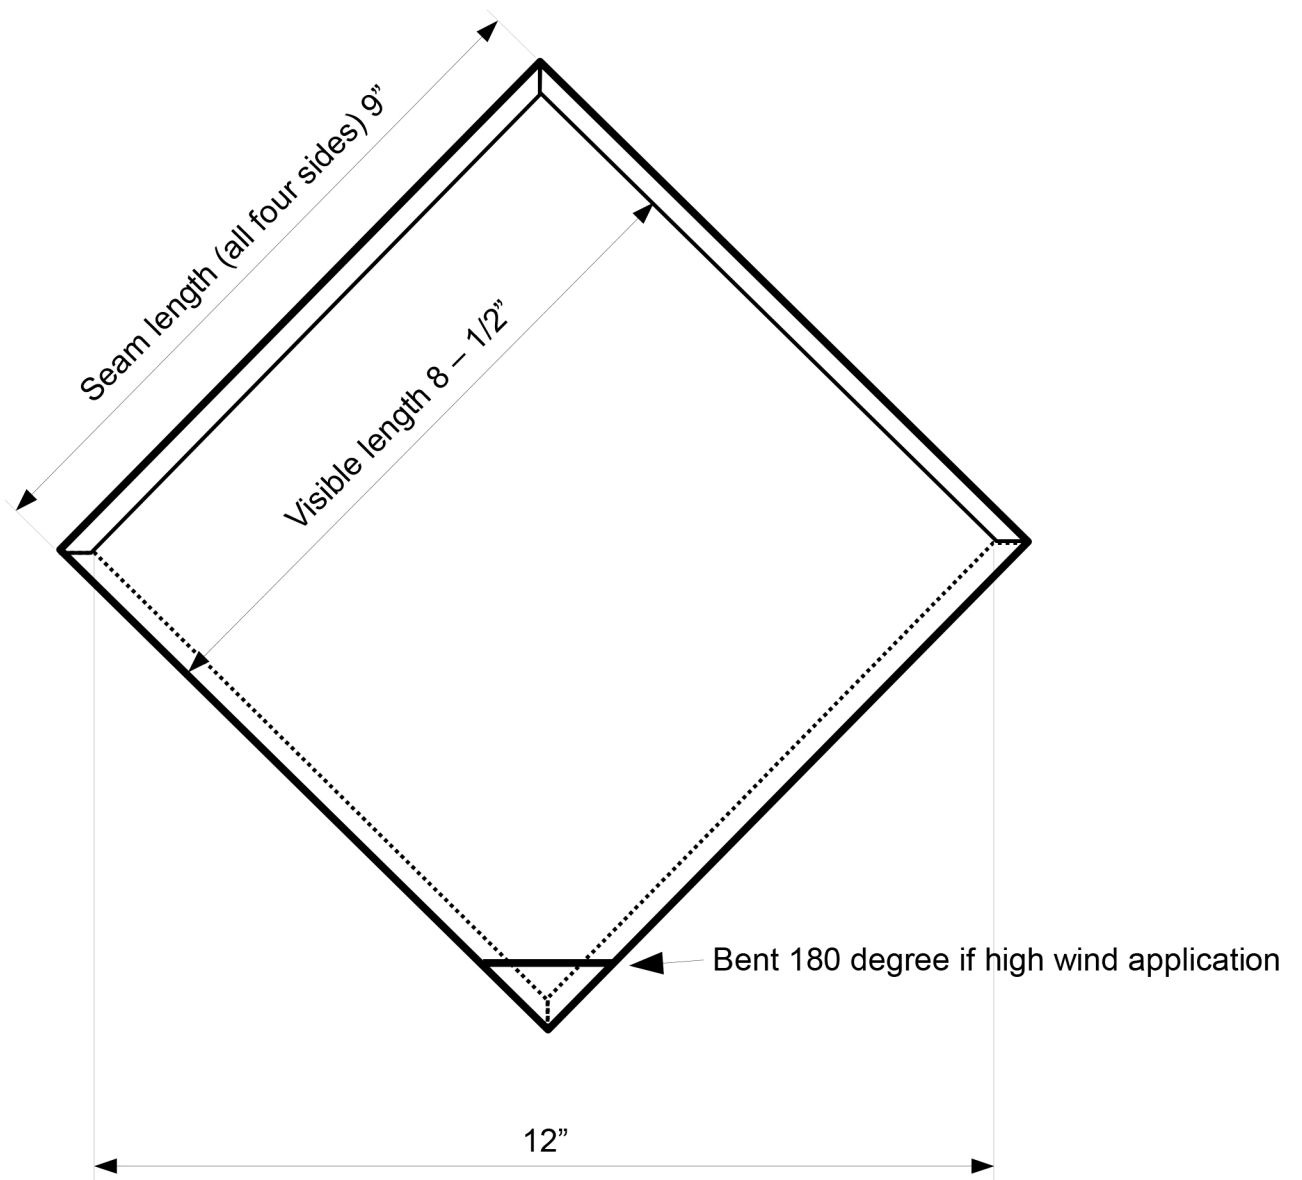 Seam length (all four sides) 9”
Visible length 8 – 1/2”
Bent 180 degree if high wind application
12”